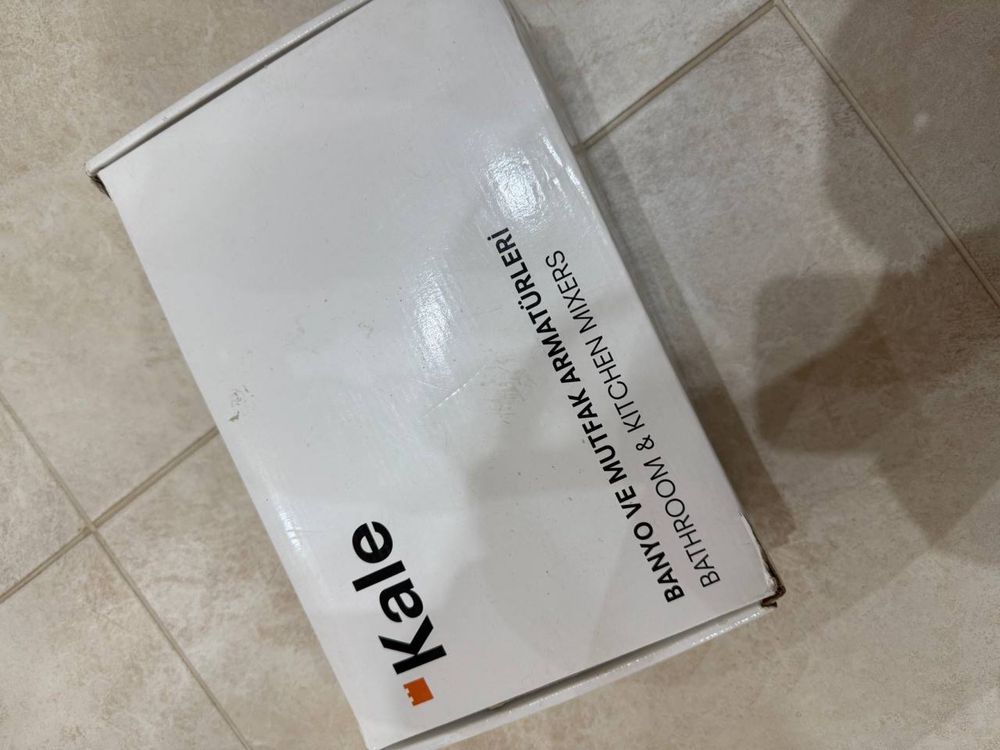 Kale
BANYO VE MUTFAK ARMATÜRLERİ
BATHROOM & KITCHEN MIXERS